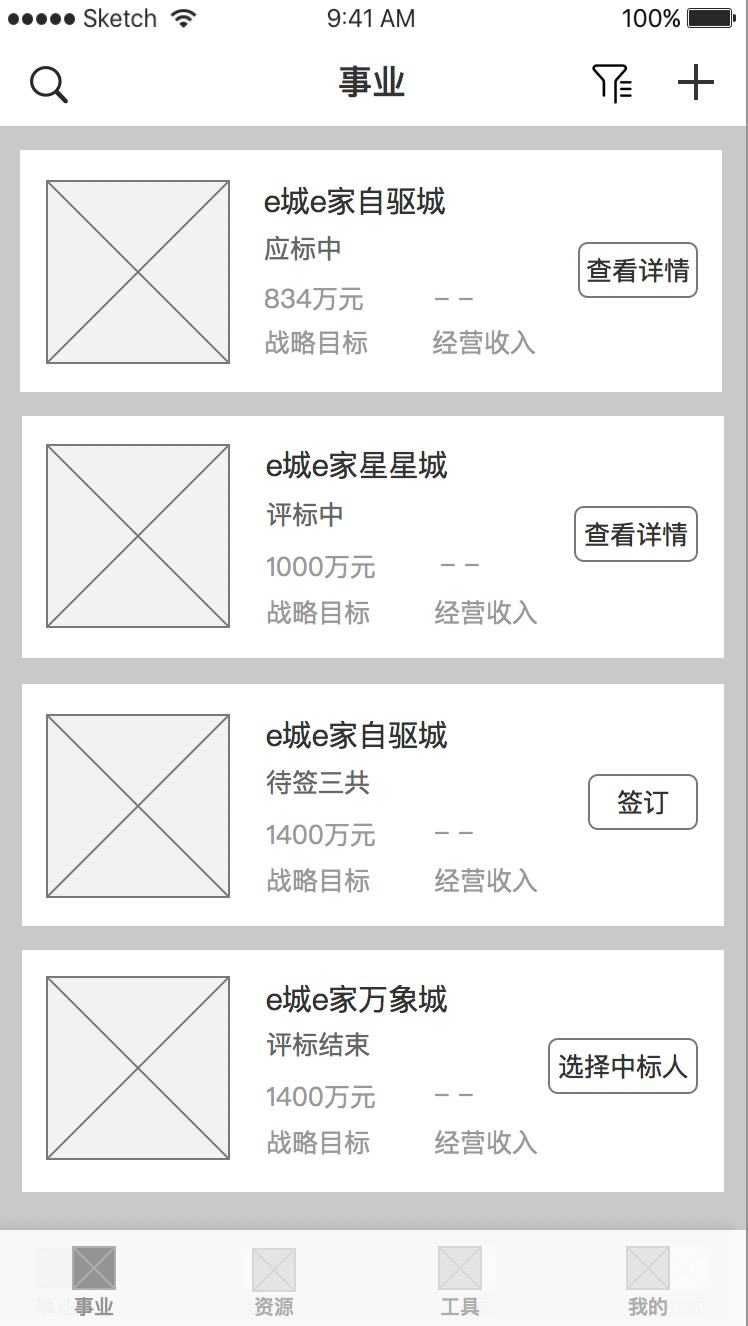 Sketch 9:41 AM 100%
事业
e城e家自驱城
应标中
查看详情
834万元 – –
战略目标 经营收入
e城e家星星城
评标中
查看详情
1000万元 – –
战略目标 经营收入
e城e家自驱城
待签三共
签订
1400万元 – –
战略目标 经营收入
e城e家万象城
评标结束
选择中标人
1400万元 – –
战略目标 经营收入
事业 资源 工具 我的